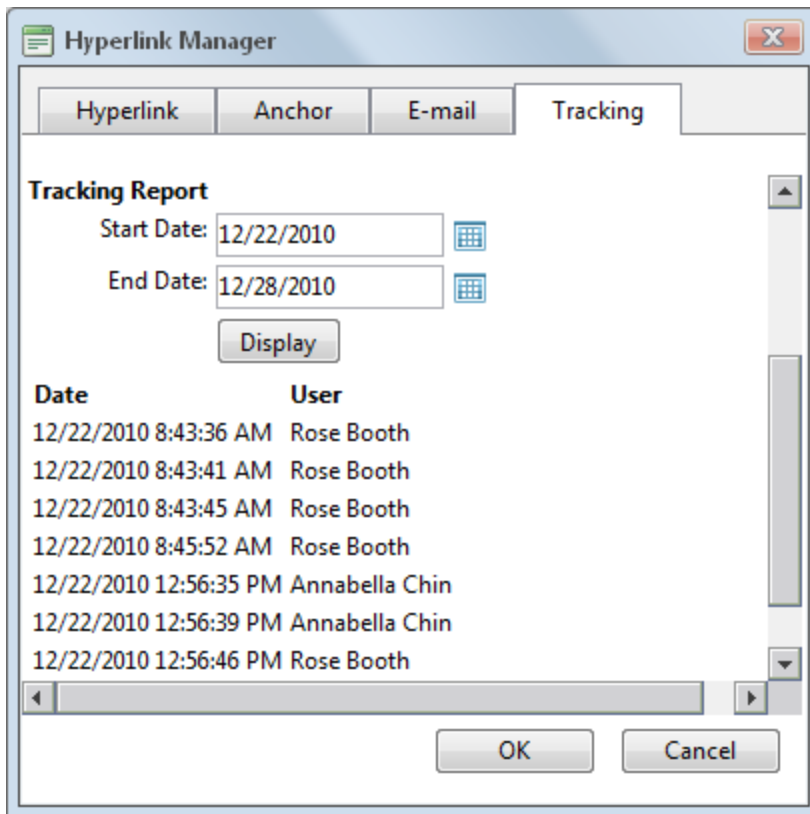 Hyperlink Manager
Hyperlink Anchor E-mail Tracking
Tracking Report
Start Date: 12/22/2010
End Date: 12/28/2010
Display
Date User
12/22/2010 8:43:36 AM Rose Booth
12/22/2010 8:43:41 AM Rose Booth
12/22/2010 8:43:45 AM Rose Booth
12/22/2010 8:45:52 AM Rose Booth
12/22/2010 12:56:35 PM Annabella Chin
12/22/2010 12:56:39 PM Annabella Chin
12/22/2010 12:56:46 PM Rose Booth
OK Cancel